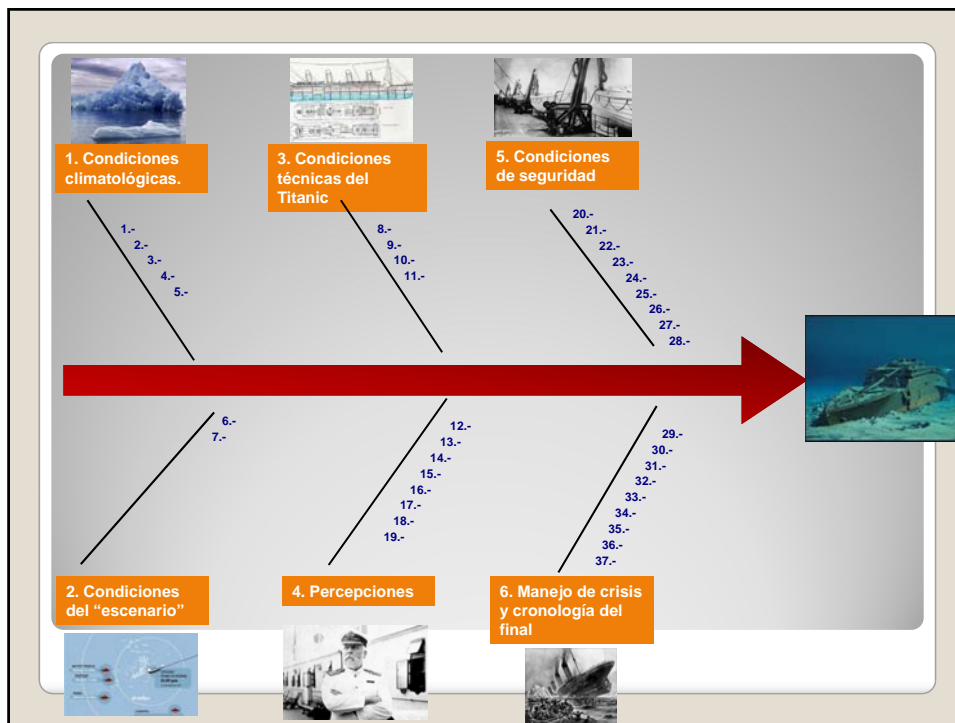 1. Condiciones
climatológicas.
3. Condiciones
técnicas del
Titanic
5. Condiciones
de seguridad
1.-
2.-
3.-
4.-
5.-
8.-
9.-
10.-
11.-
20.-
21.-
22.-
23.-
24.-
25.-
26.-
27.-
28.-
6.-
7.-
12.-
13.-
14.-
15.-
16.-
17.-
18.-
19.-
29.-
30.-
31.-
32.-
33.-
34.-
35.-
36.-
37.-
2. Condiciones
del “escenario”
4. Percepciones
6. Manejo de crisis
y cronología del
final